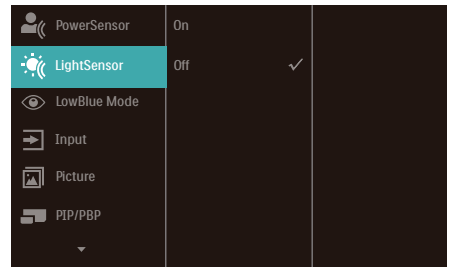 PowerSensor
On
LightSensor
Off
LowBlue Mode
Input
Picture
PIP/PBP